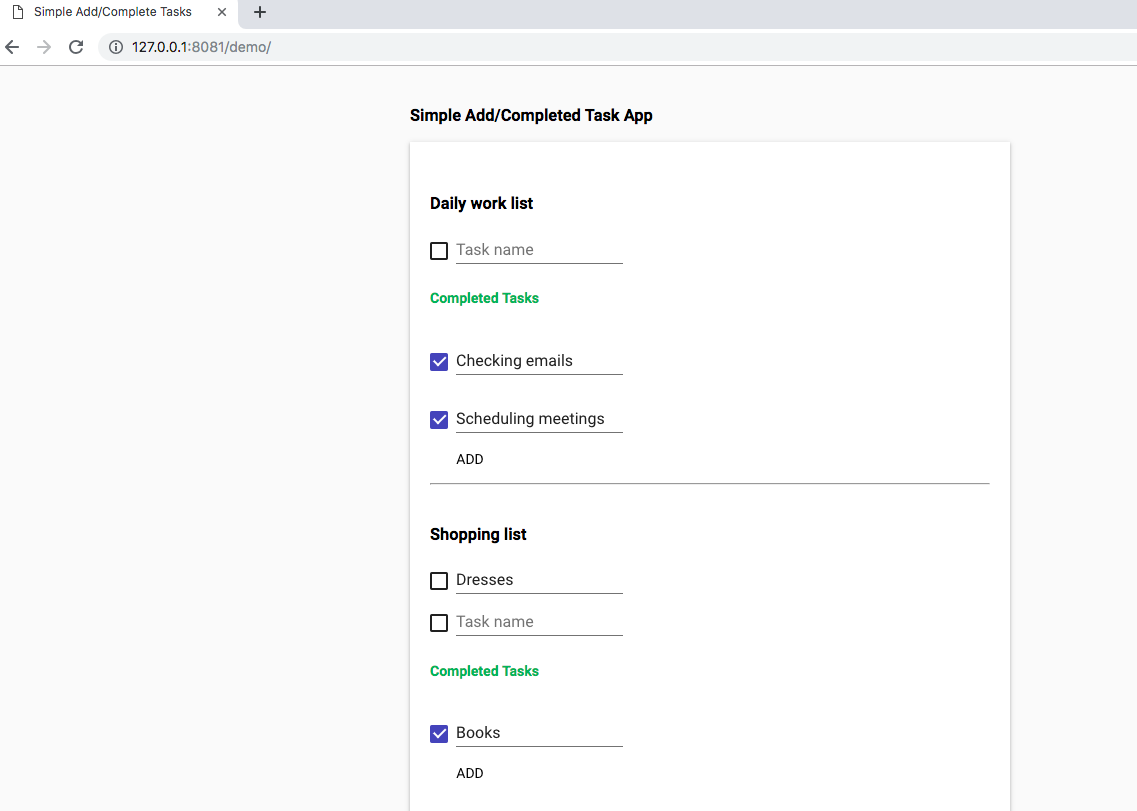 Simple Add/Complete Tasks
127.0.0.1:8081/demo/
Simple Add/Completed Task App
Daily work list
Task name
Completed Tasks
Checking emails
Scheduling meetings
ADD
Shopping list
Dresses
Task name
Completed Tasks
Books
ADD